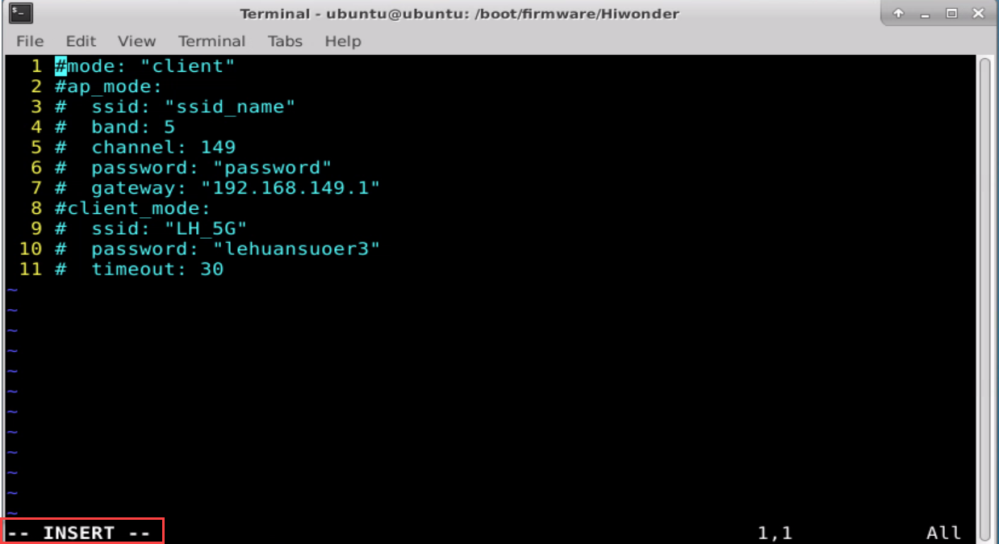 Terminal - ubuntu@ubuntu: /boot/firmware/Hiwonder
File Edit View Terminal Tabs Help
1 #mode: "client"
2 #ap_mode:
3 #  ssid: "ssid_name"
4 #  band: 5
5 #  channel: 149
6 #  password: "password"
7 #  gateway: "192.168.149.1"
8 #client_mode:
9 #  ssid: "LH_5G"
10 #  password: "lehuansuoer3"
11 #  timeout: 30
~
~
~
~
~
~
~
~
~
~
~
~
-- INSERT -- 1,1 All